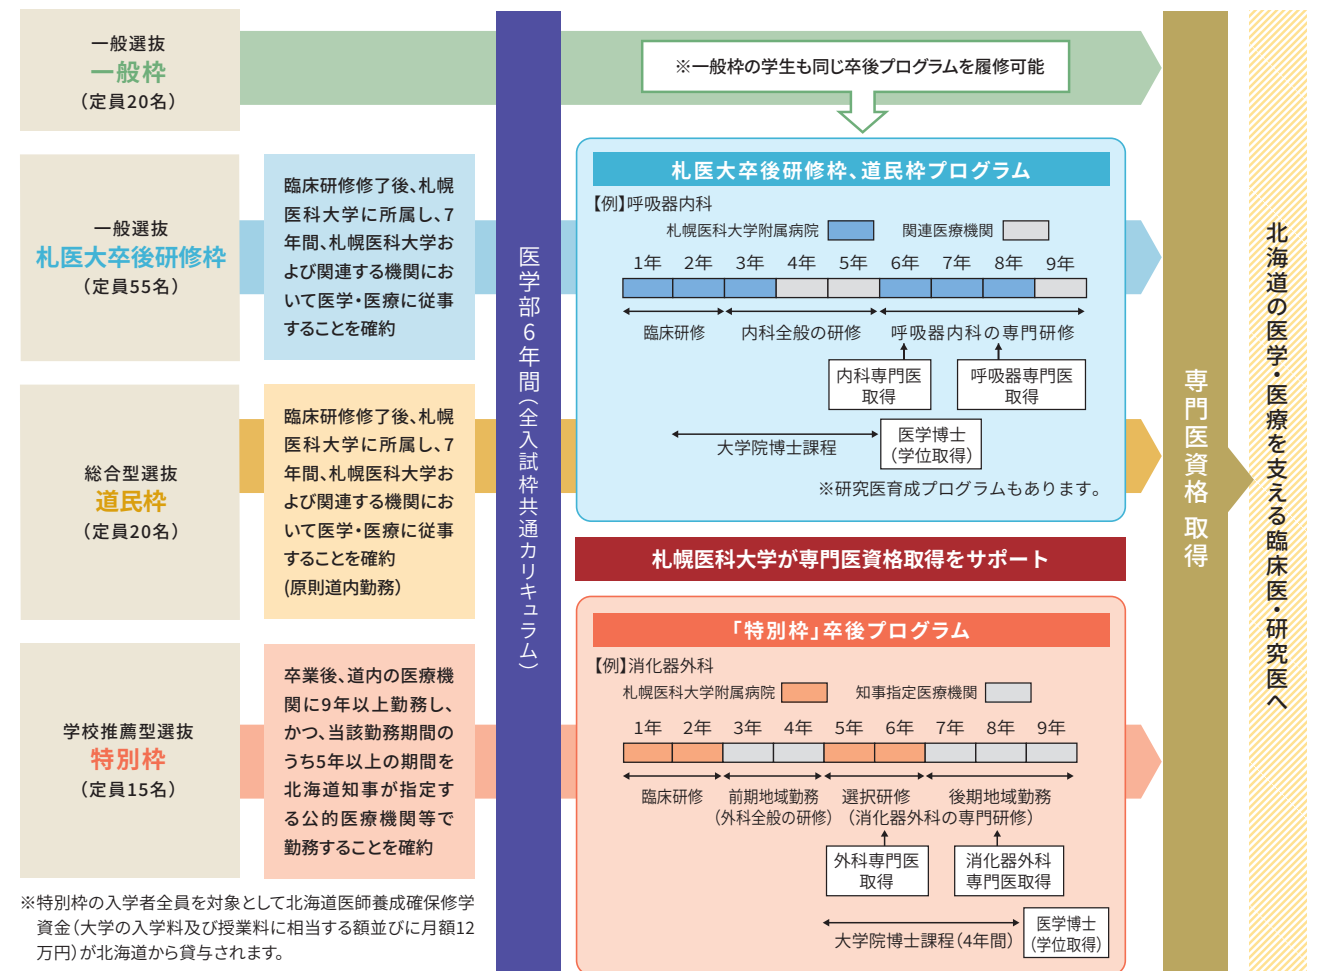 一般選抜
一般枠
（定員20名）
※一般枠の学生も同じ卒後プログラムを履修可能
一般選抜
札医大卒後研修枠
（定員55名）
臨床研修修了後、札幌
医科大学に所属し、7
年間、札幌医科大学お
よび関連する機関にお
いて医学・医療に従事
することを確約
総合型選抜
道民枠
（定員20名）
臨床研修修了後、札幌
医科大学に所属し、7
年間、札幌医科大学お
よび関連する機関にお
いて医学・医療に従事
することを確約
(原則道内勤務）
学校推薦型選抜
特別枠
（定員15名）
卒業後、道内の医療機
関に9年以上勤務し、
かつ、当該勤務期間の
うち5年以上の期間を
北海道知事が指定す
る公的医療機関等で
勤務することを確約
※特別枠の入学者全員を対象として北海道医師養成確保修学
資金（大学の入学料及び授業料に相当する額並びに月額12
万円）が北海道から貸与されます。
医学部6年間（全入試枠共通カリキュラム）
札医大卒後研修枠、道民枠プログラム
【例】呼吸器内科
札幌医科大学附属病院 関連医療機関
1年 2年 3年 4年 5年 6年 7年 8年 9年
臨床研修 内科全般の研修 呼吸器内科の専門研修
内科専門医
取得
呼吸器専門医
取得
大学院博士課程
医学博士
（学位取得）
※研究医育成プログラムもあります。
札幌医科大学が専門医資格取得をサポート
「特別枠」卒後プログラム
【例】消化器外科
札幌医科大学附属病院 知事指定医療機関
1年 2年 3年 4年 5年 6年 7年 8年 9年
臨床研修 前期地域勤務 選択研修 後期地域勤務
（外科全般の研修）（消化器外科の専門研修）
外科専門医
取得
消化器外科
専門医取得
大学院博士課程（4年間）
医学博士
（学位取得）
専門医資格 取得
北海道の医学・医療を支える臨床医・研究医へ